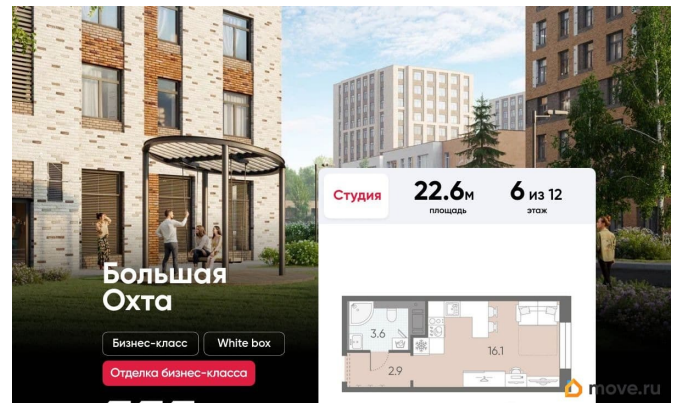 Студия
22.6м
площадь
6 из 12
этаж
Большая
Охта
Бизнес-класс
White box
Отделка бизнес-класса
3.6
2.9
16.1
move.ru